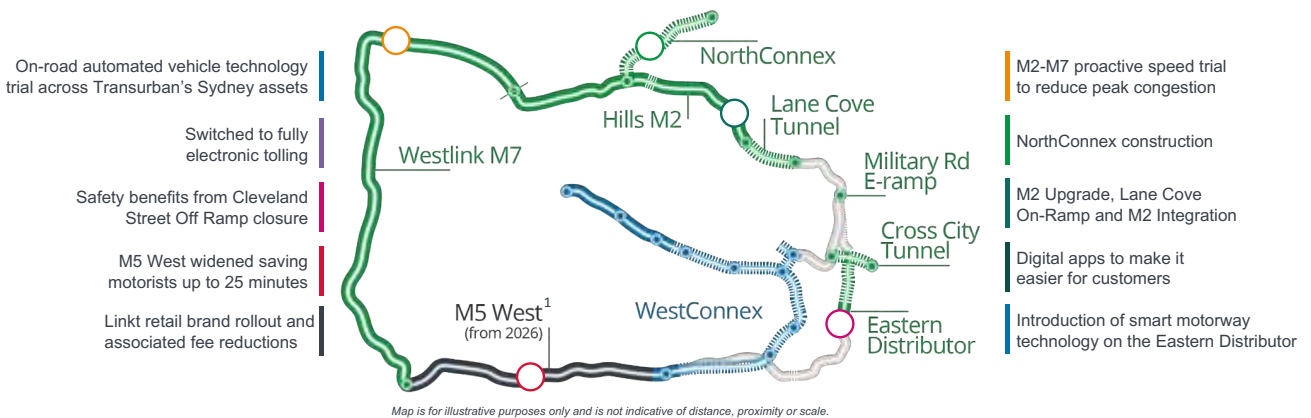 On-road automated vehicle technology
trial across Transurban's Sydney assets
Switched to fully
electronic tolling
Safety benefits from Cleveland
Street Off Ramp closure
M5 West widened saving
motorists up to 25 minutes
Linkt retail brand rollout and
associated fee reductions
NorthConnex
Hills M2
Lane Cove
Tunnel
Westlink M7
Military Rd
E-ramp
Cross City
Tunnel
WestConnex
M5 West1
(from 2026)
Eastern
Distributor
M2-M7 proactive speed trial
to reduce peak congestion
NorthConnex construction
M2 Upgrade, Lane Cove
On-Ramp and M2 Integration
Digital apps to make it
easier for customers
Introduction of smart motorway
technology on the Eastern Distributor
Map is for illustrative purposes only and is not indicative of distance, proximity or scale.